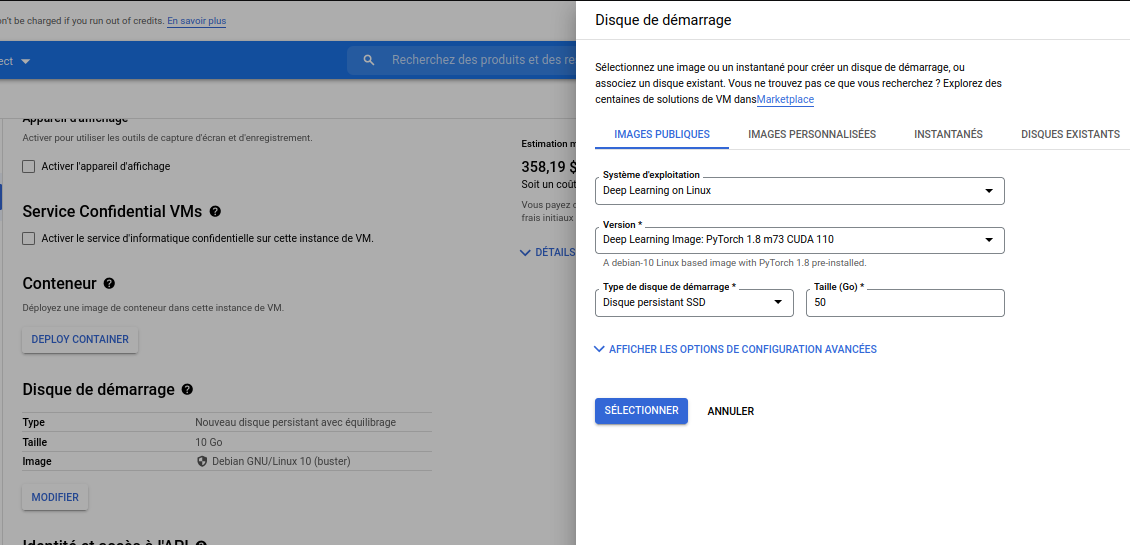 n't be charged if you run out of credits. En savoir plus
ect
Recherchez des produits et des re
Appareil d'affichage
Activer pour utiliser les outils de capture d'écran et d'enregistrement.
Activer l'appareil d'affichage
Service Confidential VMs
Activer le service d'informatique confidentielle sur cette instance de VM.
Conteneur
Déployez une image de conteneur dans cette instance de VM.
DEPLOY CONTAINER
Disque de démarrage
Type Nouveau disque persistant avec équilibrage
Taille 10 Go
Image Debian GNU/Linux 10 (buster)
MODIFIER
Identité et accès à l'API
Estimation m
358,19 $
Soit un coût
Vous payez c
frais initiaux
DÉTAILS
Disque de démarrage
Sélectionnez une image ou un instantané pour créer un disque de démarrage, ou
associez un disque existant. Vous ne trouvez pas ce que vous recherchez ? Explorez des
centaines de solutions de VM dansMarketplace
IMAGES PUBLIQUES IMAGES PERSONNALISÉES INSTANTANÉS DISQUES EXISTANTS
Système d'exploitation
Deep Learning on Linux
Version *
Deep Learning Image: PyTorch 1.8 m73 CUDA 110
A debian-10 Linux based image with PyTorch 1.8 pre-installed.
Type de disque de démarrage *
Disque persistant SSD
Taille (Go) *
50
AFFICHER LES OPTIONS DE CONFIGURATION AVANCÉES
SÉLECTIONNER ANNULER